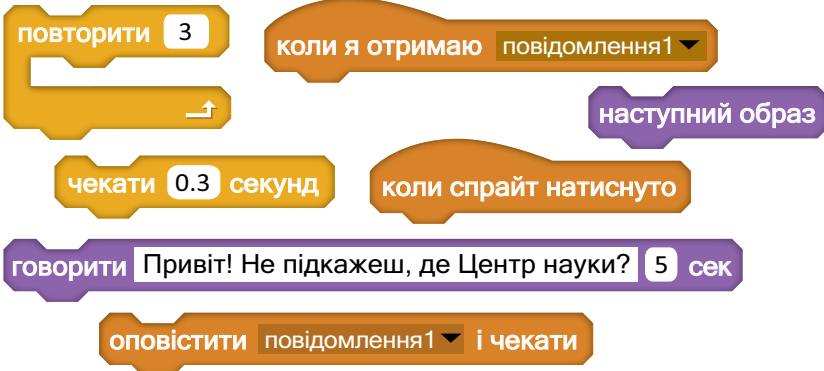 повторити 3
коли я отримаю повідомлення1
наступний образ
чекати 0.3 секунд
коли спрайт натиснуто
говорити Привіт! Не підкажеш, де Центр науки? 5 сек
оповістити повідомлення1 і чекати